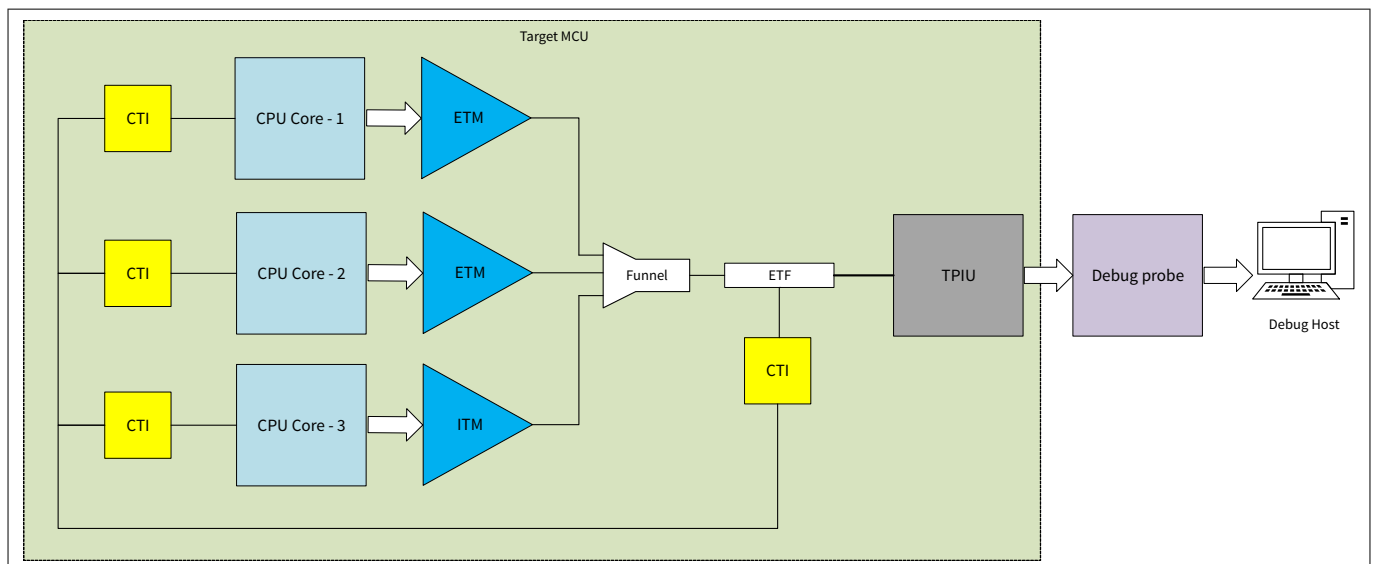 Target MCU
CTI
CPU Core - 1
ETM
CTI
CPU Core - 2
ETM
Funnel
ETF
TPIU
Debug probe
Debug Host
CTI
CTI
CPU Core - 3
ITM